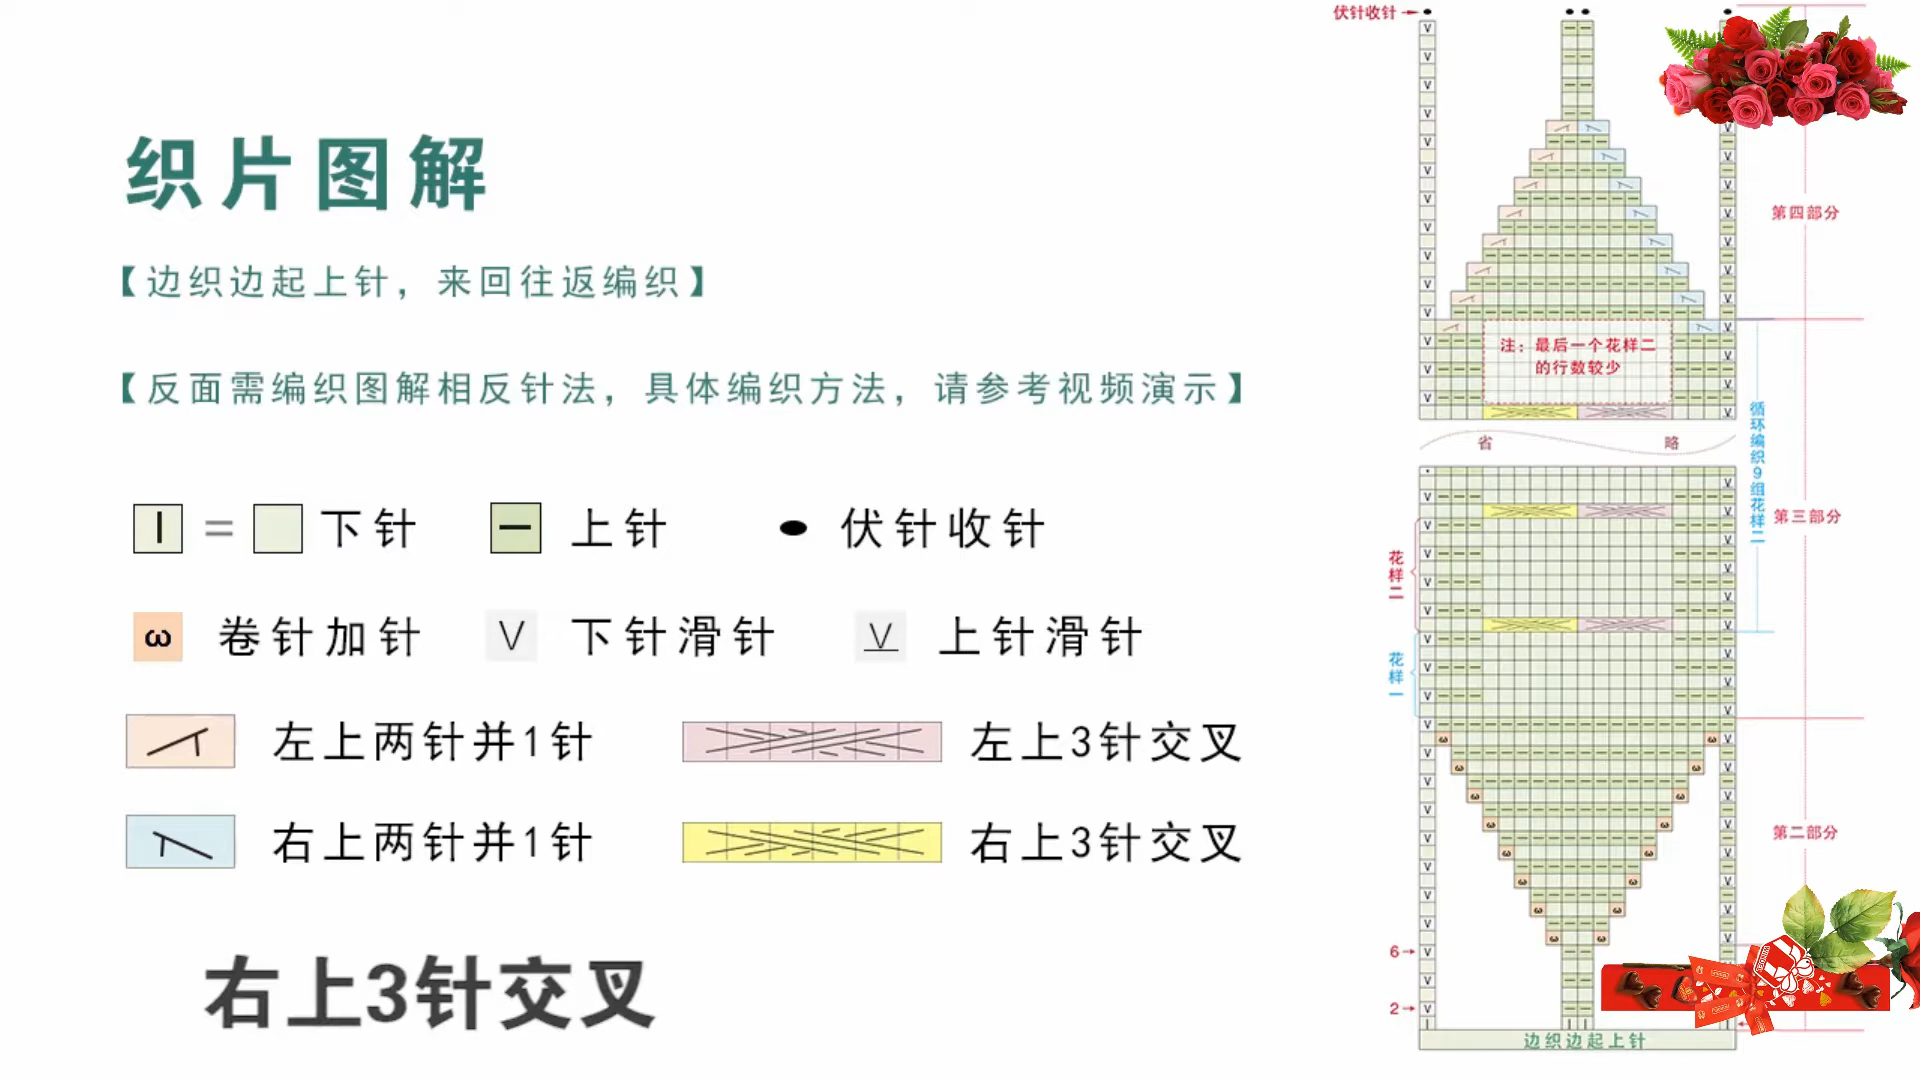 织片图解
【边织边起上针，来回往返编织】
【反面需编织图解相反针法，具体编织方法，请参考视频演示】
| = 下针
— 上针
伏针收针
ω 卷针加针
V 下针滑针
V 上针滑针
左上两针并1针
左上3针交叉
右上两针并1针
右上3针交叉
右上3针交叉
伏针收针
第四部分
注：最后一个花样二
的行数较少
省 略
循环编织9组花样二
第三部分
花样二
花样一
第二部分
6
2
边织边起上针